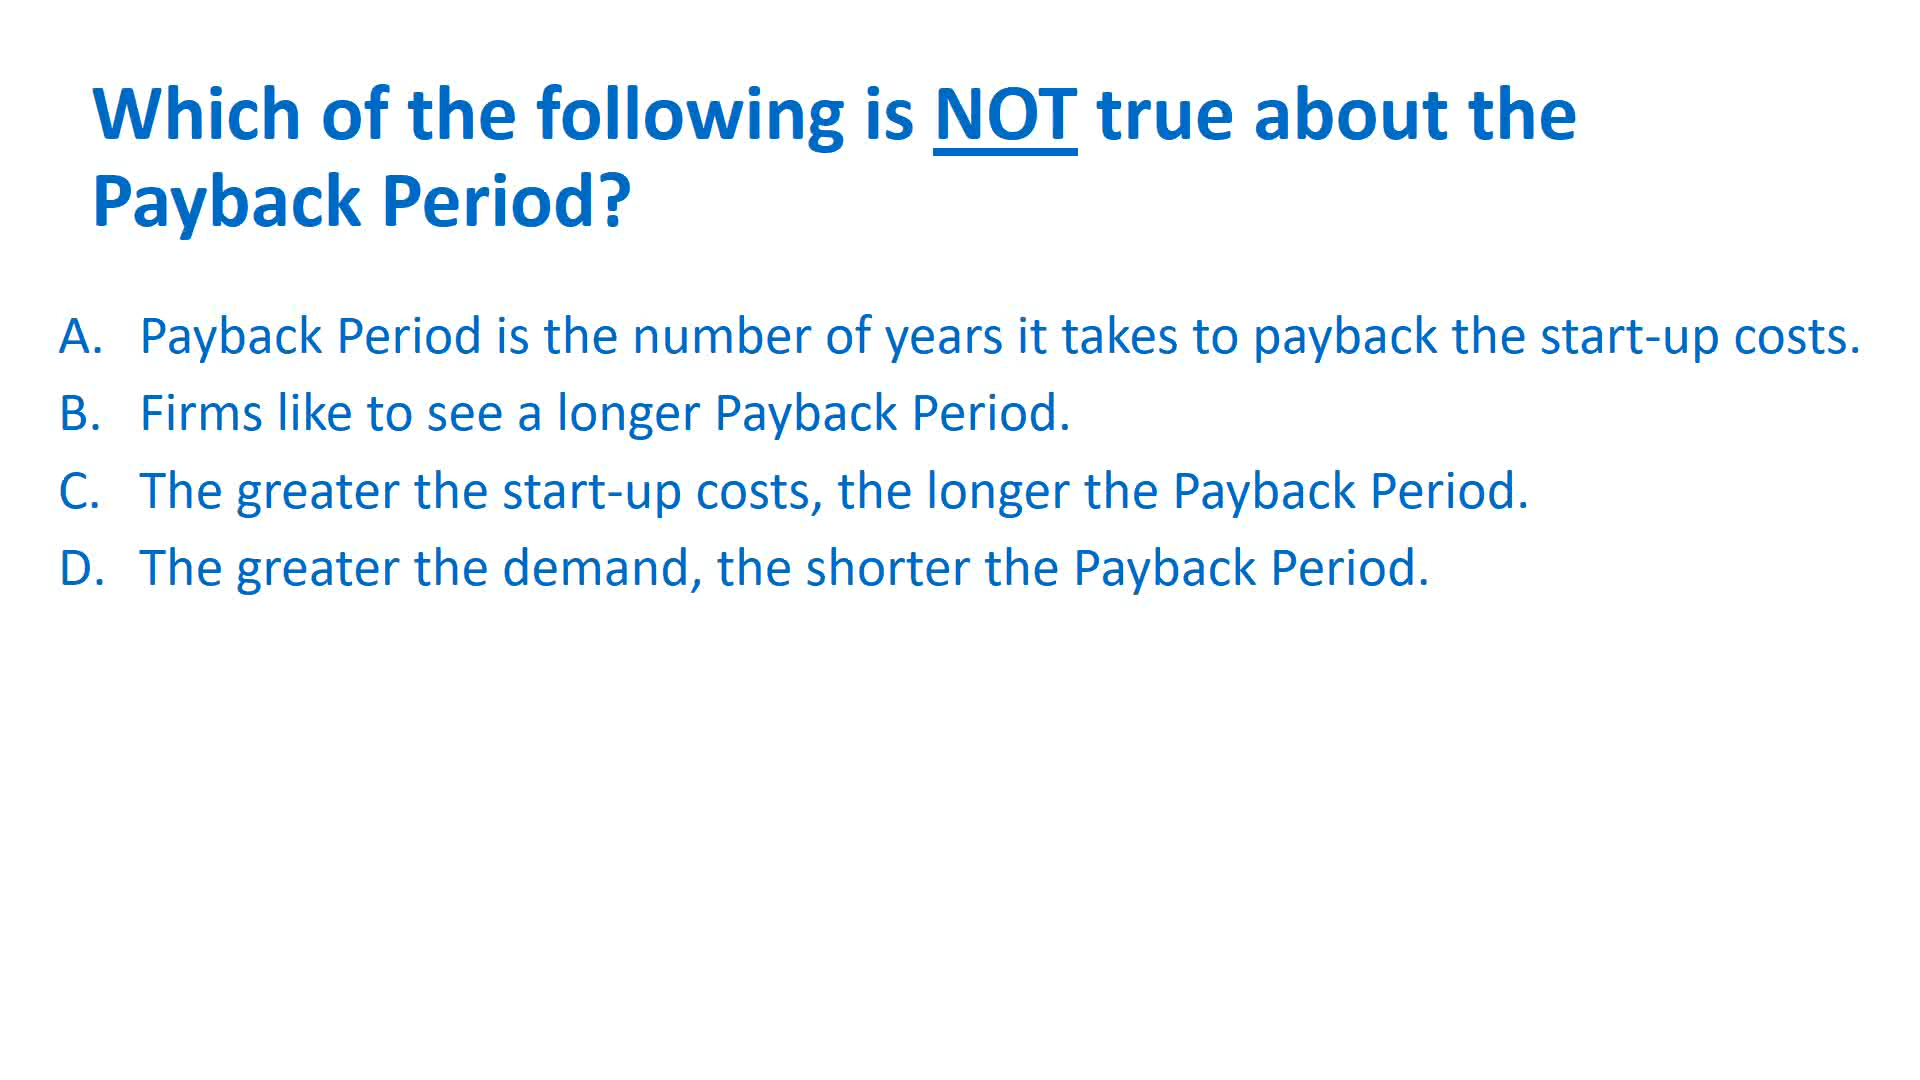 Which of the following is NOT true about the
Payback Period?
A. Payback Period is the number of years it takes to payback the start-up costs.
B. Firms like to see a longer Payback Period.
C. The greater the start-up costs, the longer the Payback Period.
D. The greater the demand, the shorter the Payback Period.